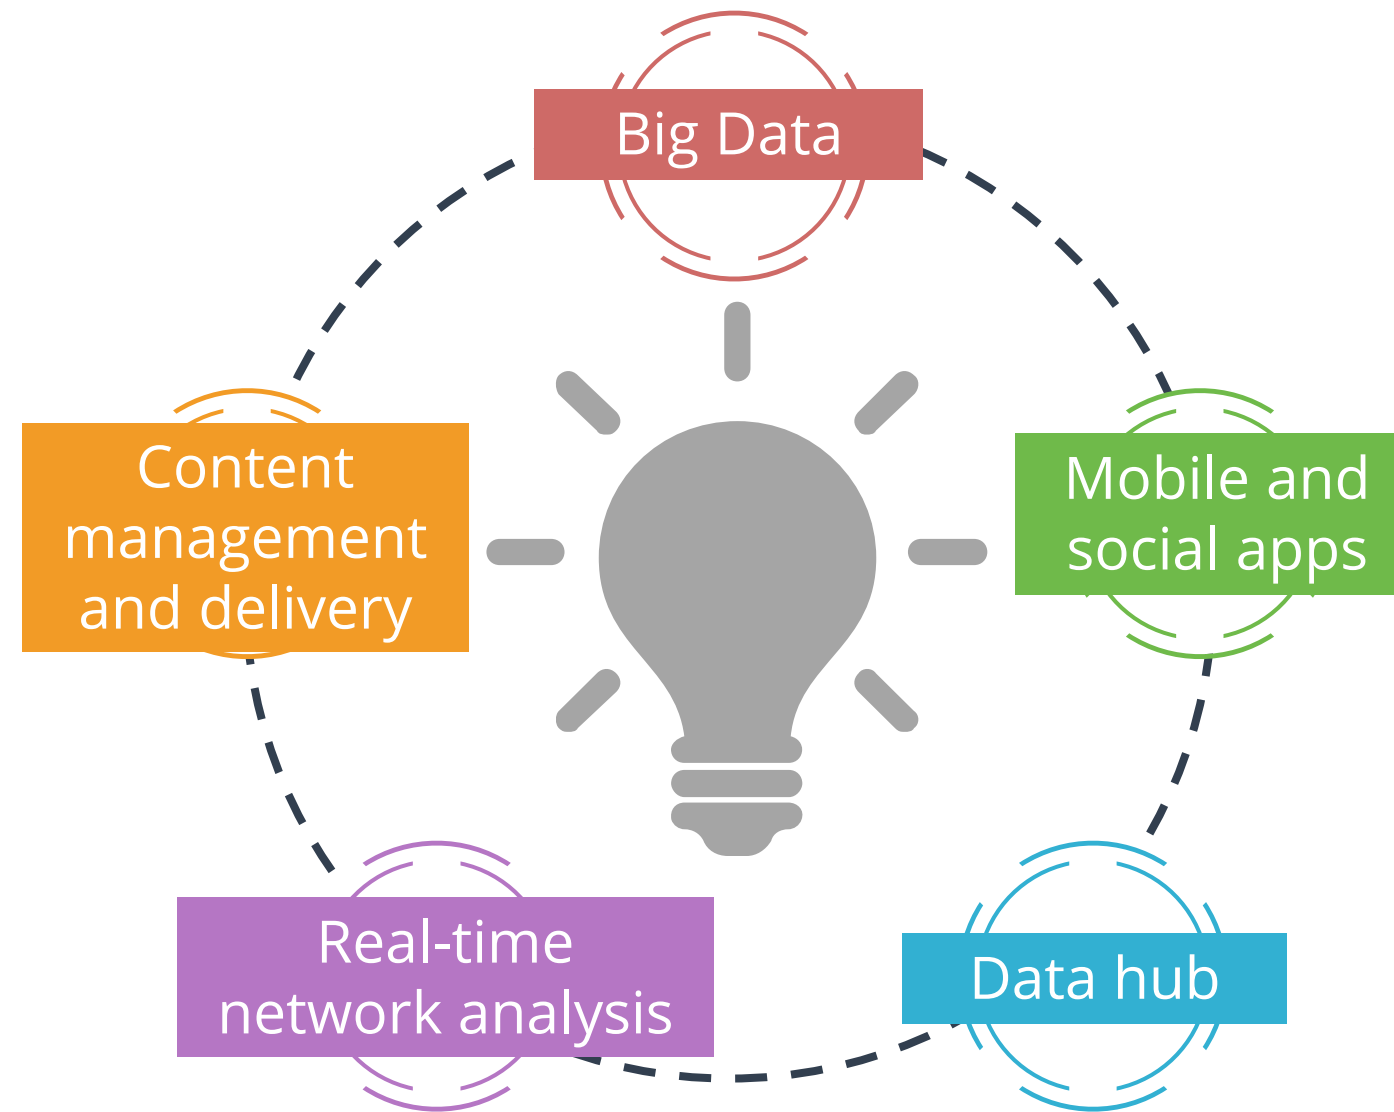 Big Data
Content
management
and delivery
Mobile and
social apps
Real-time
network analysis
Data hub